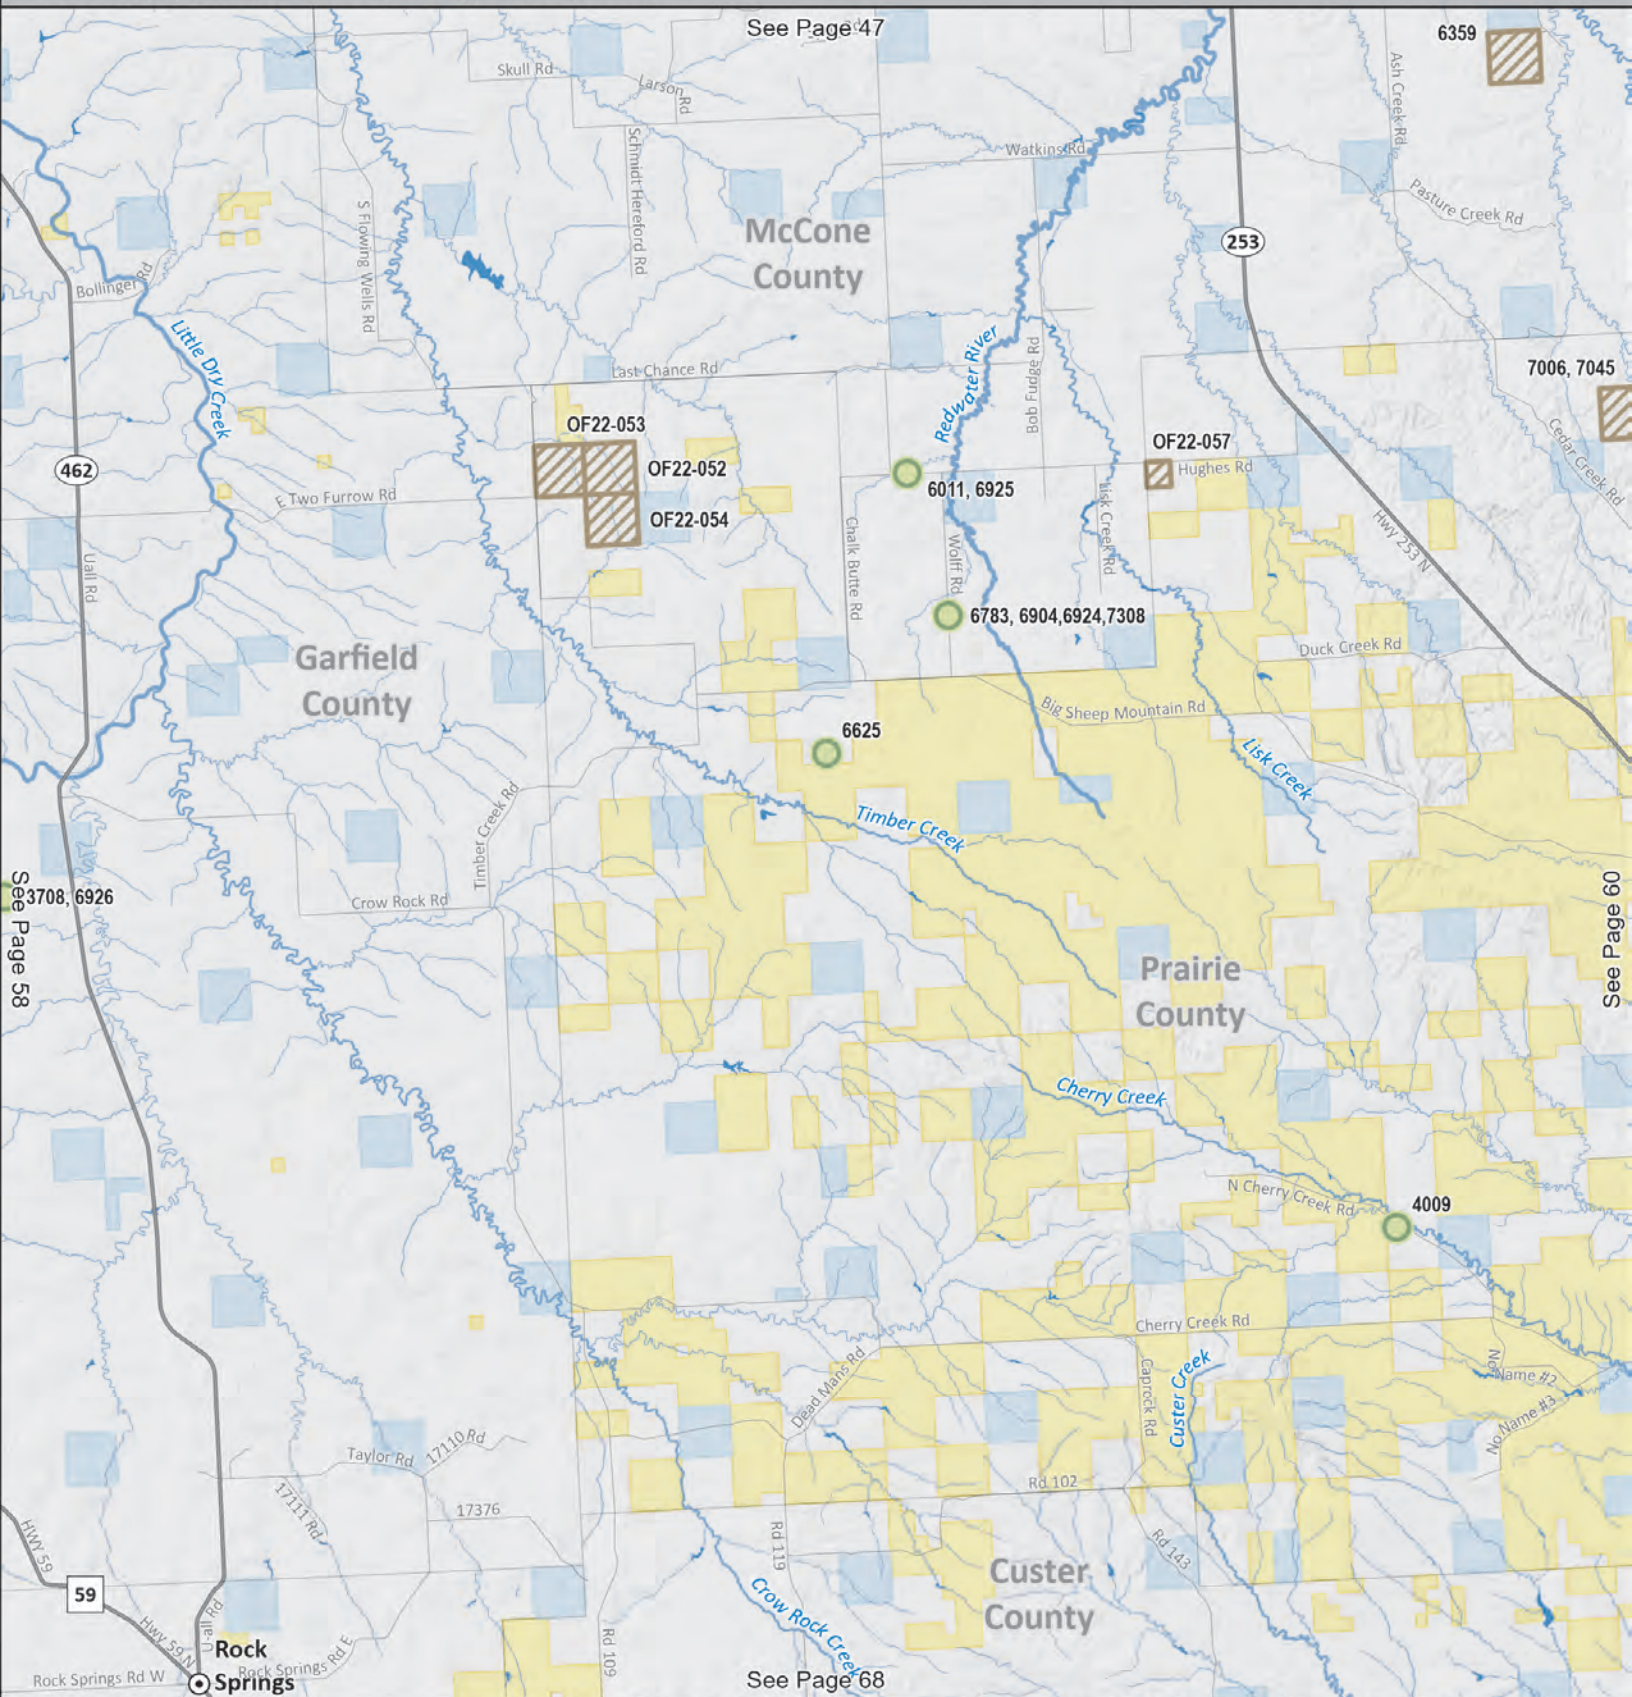 See Page 47
6359
Skull Rd
Larson Rd
Ash Creek Rd
Schmidt Hereford Rd
Watkins Rd
Pasture Creek Rd
S Flowing Wells Rd
McCone
County
253
Bollinger Rd
Little Dry Creek
Redwater River
Bob Fudge Rd
Last Chance Rd
7006, 7045
OF22-053
OF22-057
Cedar Creek Rd
462
OF22-052
Hughes Rd
6011, 6925
E Two Furrow Rd
OF22-054
Lisk Creek Rd
Hwy 253 N
Chalk Butte Rd
Wolff Rd
6783, 6904,6924,7308
Duck Creek Rd
Garfield
County
Big Sheep Mountain Rd
6625
Lisk Creek
Timber Creek Rd
Timber Creek
3708, 6926
Crow Rock Rd
See Page 58
See Page 60
Prairie
County
Cherry Creek
N Cherry Creek Rd
4009
Cherry Creek Rd
Dead Mans Rd
Caprock Rd
Custer Creek
No Name #2
No Name #3
Taylor Rd
17110 Rd
Rd 102
17111 Rd
17376
HWY 59
Rd 119
Rd 143
59
Custer
County
Crow Rock Creek
Hwy 59 N
Rock
Springs
Rock Springs Rd W
Rock Springs Rd E
Rd 109
See Page 68